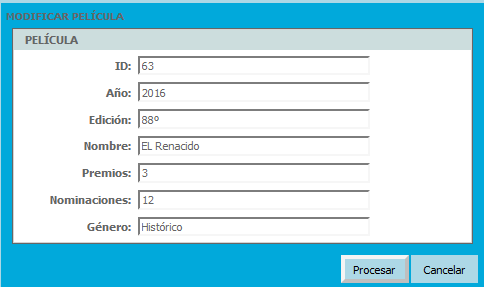 MODIFICAR PELÍCULA
PELÍCULA
ID: 63
Año: 2016
Edición: 88º
Nombre: EL Renacido
Premios: 3
Nominaciones: 12
Género: Histórico
Procesar Cancelar